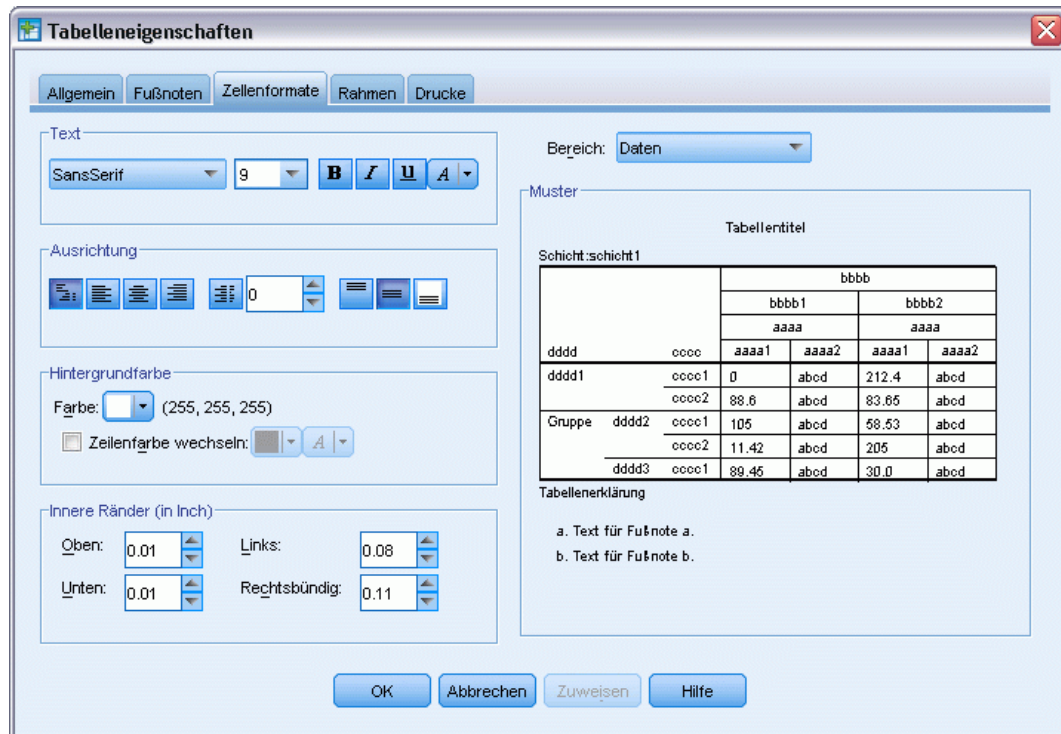 Tabelleneigenschaften
Allgemein Fußnoten Zellenformate Rahmen Drucke
Text
SansSerif 9 B I U A
Ausrichtung
0
Hintergrundfarbe
Farbe: (255, 255, 255)
Zeilenfarbe wechseln: A
Innere Ränder (in Inch)
Oben: 0.01 Links: 0.08
Unten: 0.01 Rechtsbündig: 0.11
Bereich: Daten
Muster
Tabellentitel
Schicht:schicht1
bbbb
bbbb1 bbbb2
aaaa aaaa
dddd cccc aaaa1 aaaa2 aaaa1 aaaa2
dddd1 cccc1 0 abcd 212.4 abcd
cccc2 88.6 abcd 83.65 abcd
Gruppe dddd2 cccc1 105 abcd 58.53 abcd
cccc2 11.42 abcd 205 abcd
dddd3 cccc1 89.45 abcd 30.0 abcd
Tabellenerklärung
a. Text für Fußnote a.
b. Text für Fußnote b.
OK Abbrechen Zuweisen Hilfe